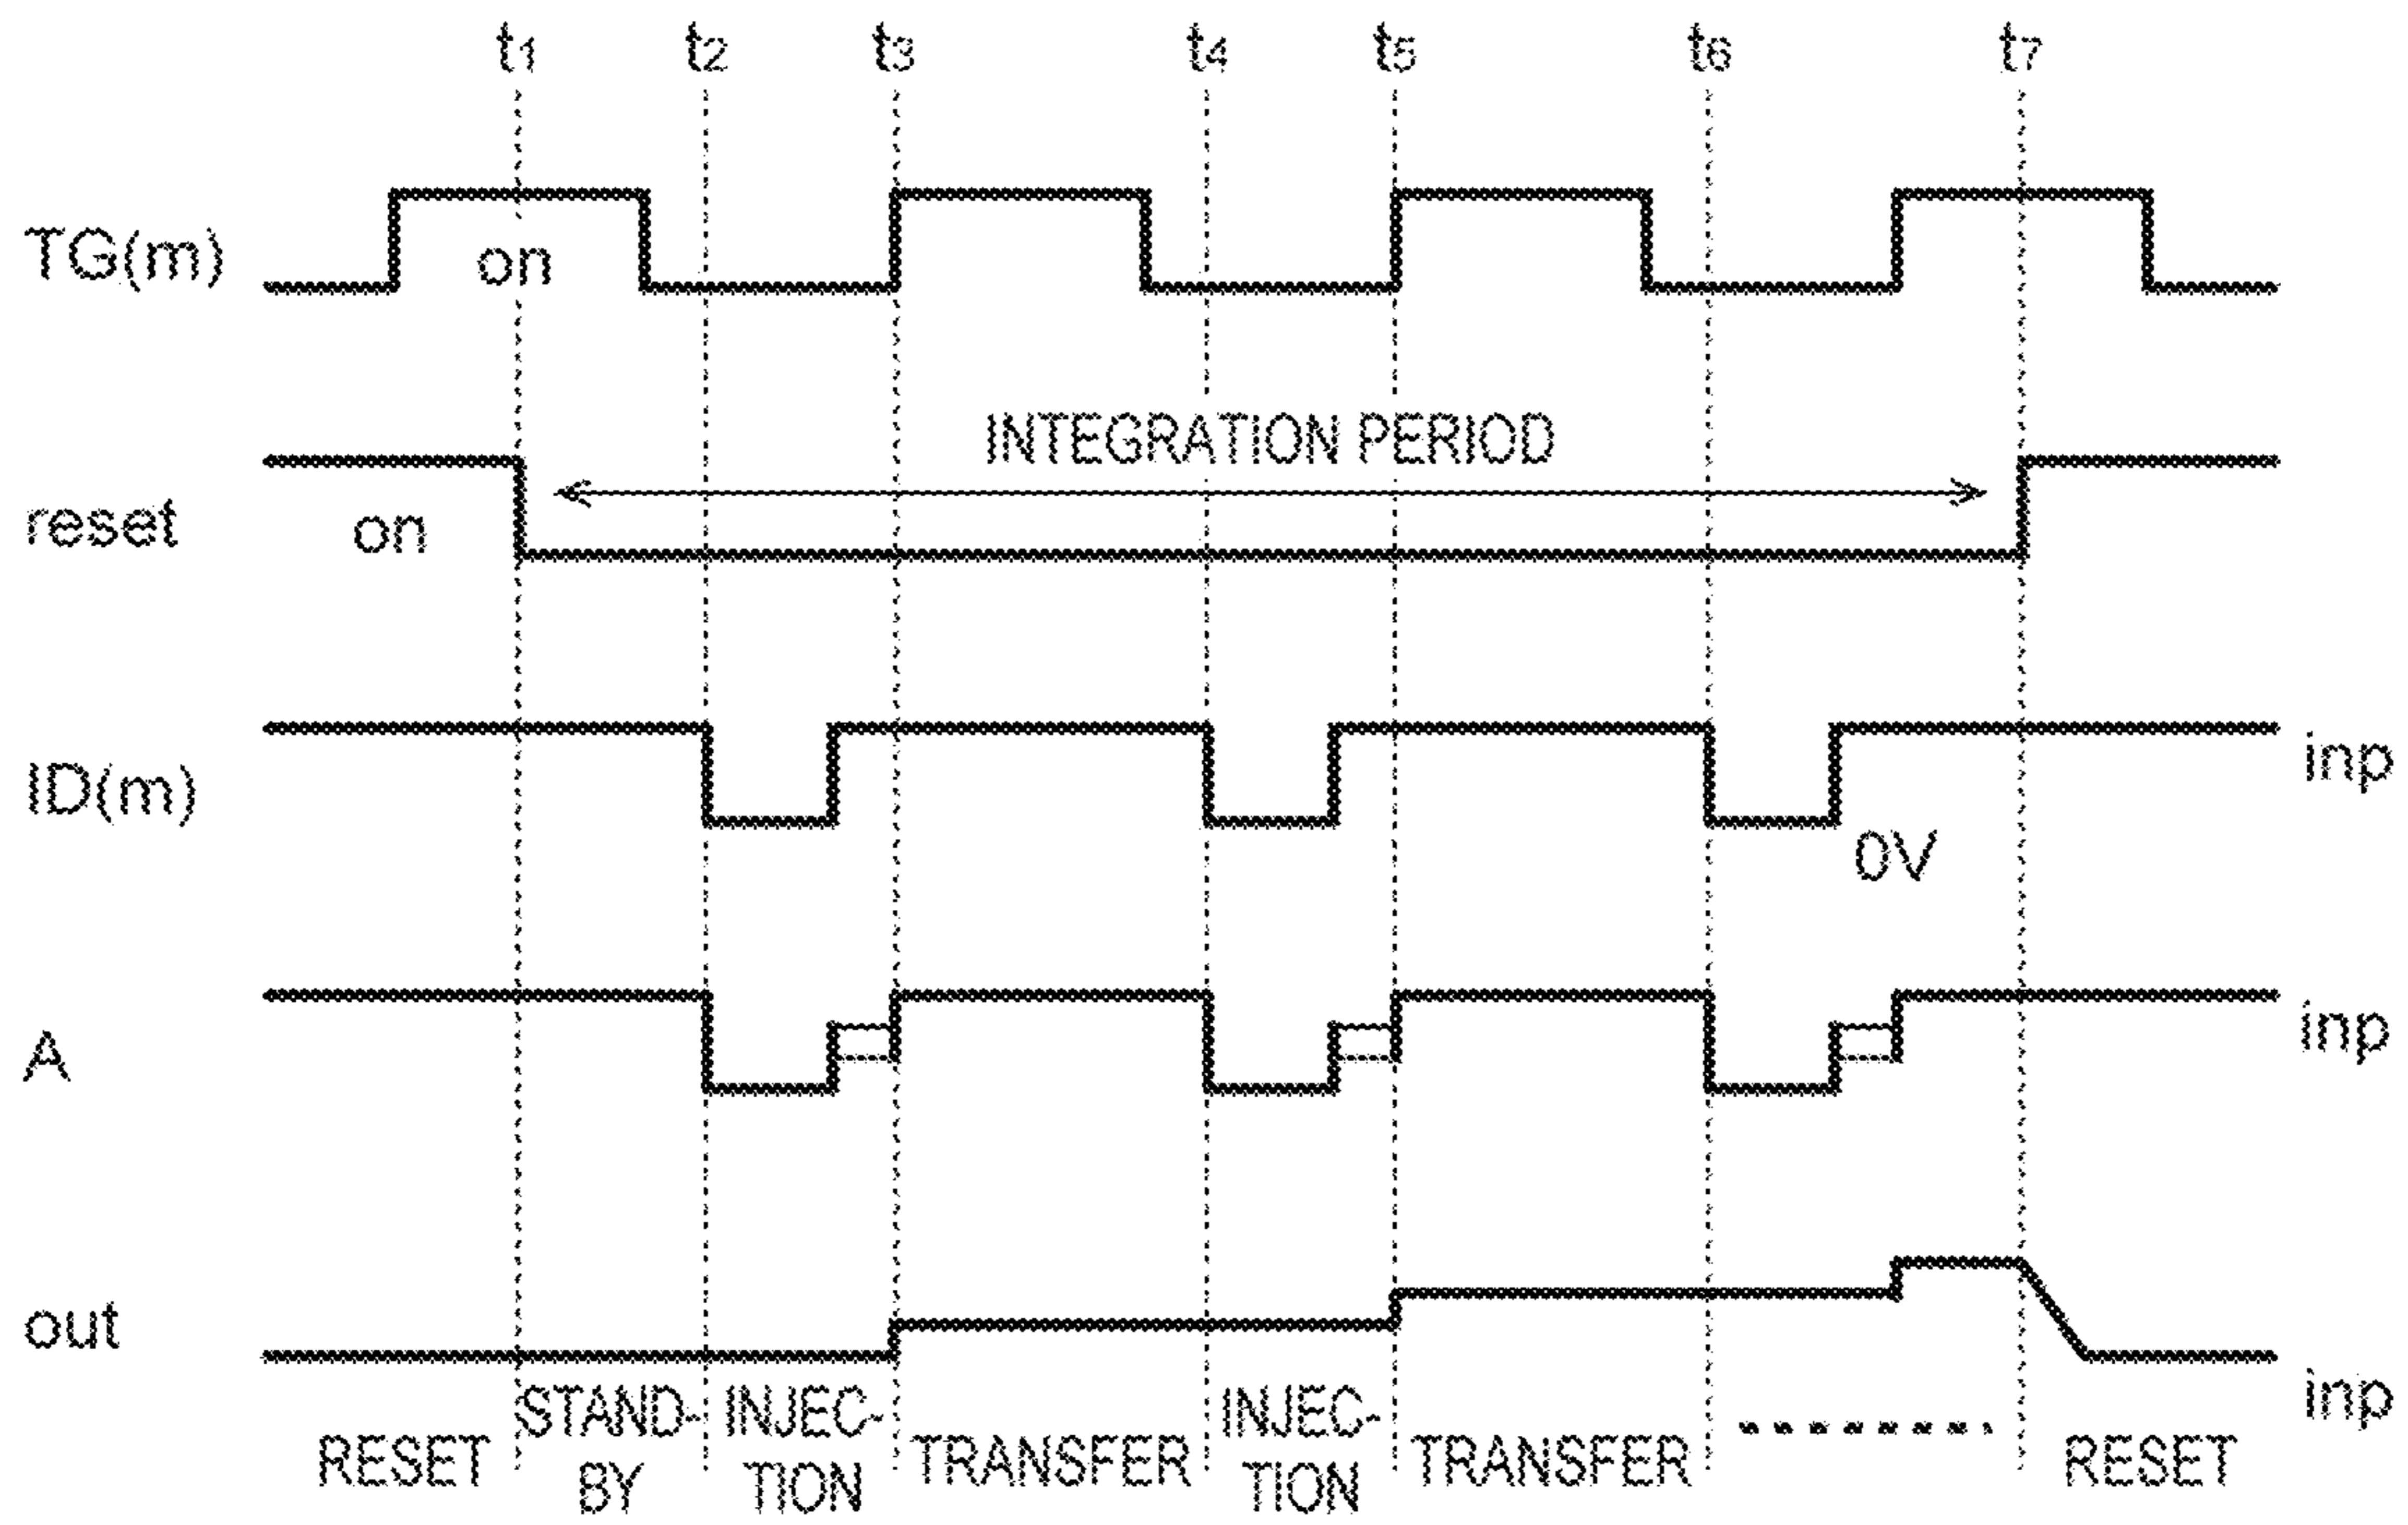 t1 t2 t3 t4 t5 t6 t7
TG(m)
on
INTEGRATION PERIOD
reset
on
ID(m)
inp
0V
A
inp
out
inp
RESET
STAND-
BY
INJEC-
TION
TRANSFER
INJEC-
TION
TRANSFER
RESET